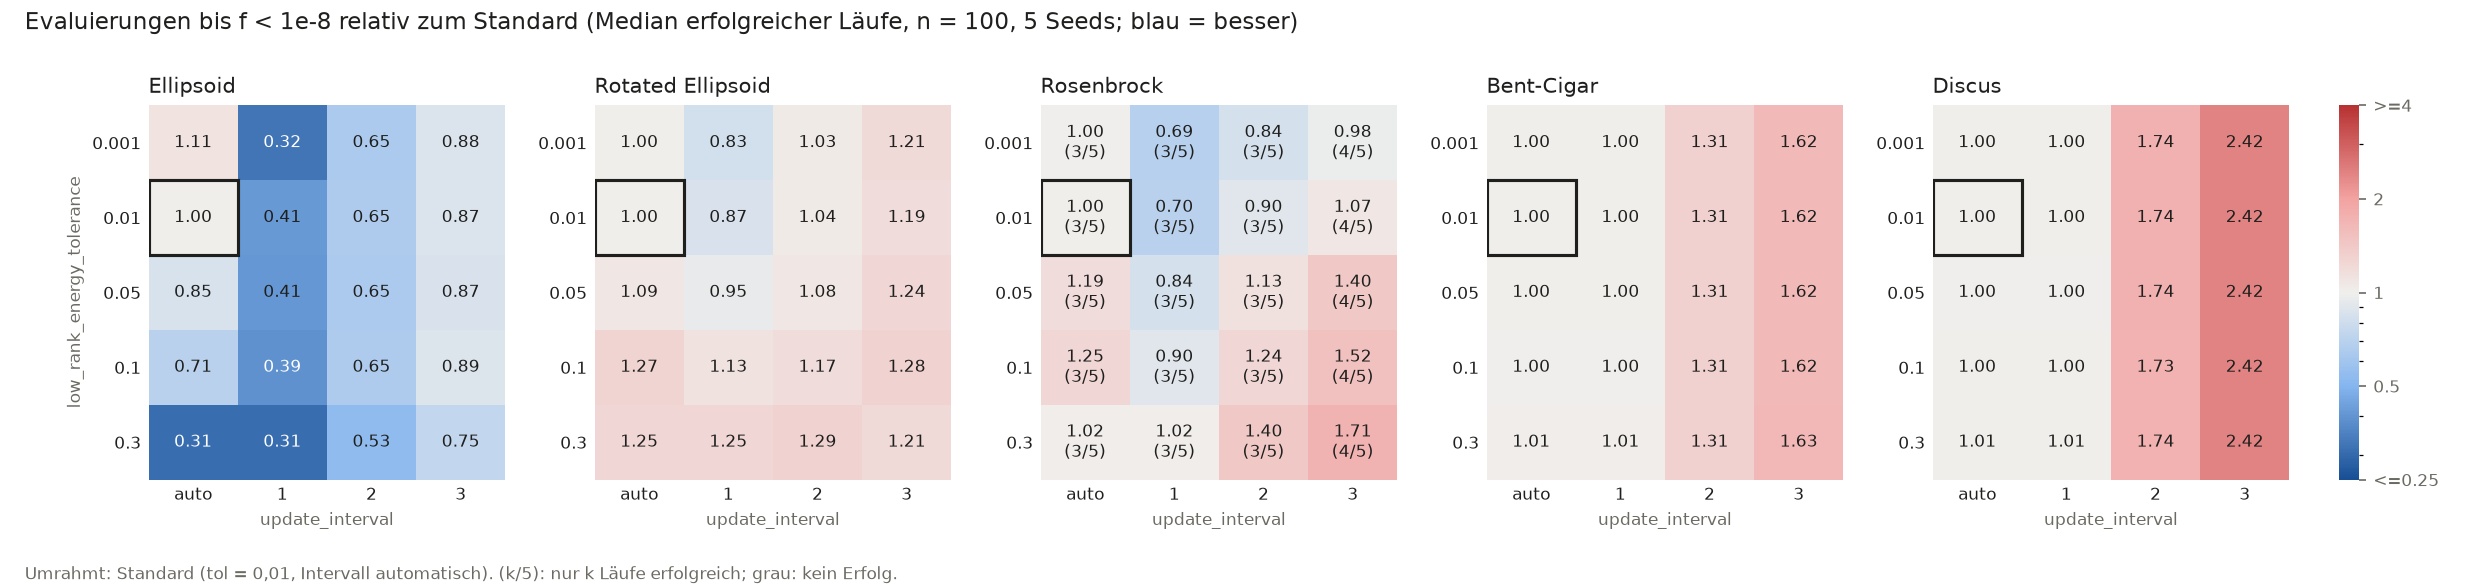 Evaluierungen bis f < 1e-8 relativ zum Standard (Median erfolgreicher Läufe, n = 100, 5 Seeds; blau = besser)
Ellipsoid
low_rank_energy_tolerance
0.001 1.11 0.32 0.65 0.88
0.01 1.00 0.41 0.65 0.87
0.05 0.85 0.41 0.65 0.87
0.1 0.71 0.39 0.65 0.89
0.3 0.31 0.31 0.53 0.75
auto 1 2 3
update_interval
Rotated Ellipsoid
0.001 1.00 0.83 1.03 1.21
0.01 1.00 0.87 1.04 1.19
0.05 1.09 0.95 1.08 1.24
0.1 1.27 1.13 1.17 1.28
0.3 1.25 1.25 1.29 1.21
auto 1 2 3
update_interval
Rosenbrock
1.00 0.69 0.84 0.98
0.001 (3/5) (3/5) (3/5) (4/5)
1.00 0.70 0.90 1.07
0.01 (3/5) (3/5) (3/5) (4/5)
1.19 0.84 1.13 1.40
0.05 (3/5) (3/5) (3/5) (4/5)
1.25 0.90 1.24 1.52
0.1 (3/5) (3/5) (3/5) (4/5)
1.02 1.02 1.40 1.71
0.3 (3/5) (3/5) (3/5) (4/5)
auto 1 2 3
update_interval
Bent-Cigar
0.001 1.00 1.00 1.31 1.62
0.01 1.00 1.00 1.31 1.62
0.05 1.00 1.00 1.31 1.62
0.1 1.00 1.00 1.31 1.62
0.3 1.01 1.01 1.31 1.63
auto 1 2 3
update_interval
Discus
0.001 1.00 1.00 1.74 2.42
0.01 1.00 1.00 1.74 2.42
0.05 1.00 1.00 1.74 2.42
0.1 1.00 1.00 1.73 2.42
0.3 1.01 1.01 1.74 2.42
auto 1 2 3
update_interval
>=4
2
1
0.5
<=0.25
Umrahmt: Standard (tol = 0,01, Intervall automatisch). (k/5): nur k Läufe erfolgreich; grau: kein Erfolg.